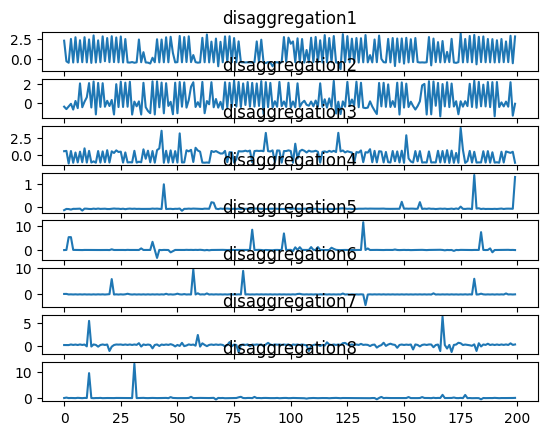 disaggregation1
2.5
0.0
disaggregation2
2
0
disaggregation3
2.5
0.0
disaggregation4
1
0
disaggregation5
10
0
disaggregation6
10
0
disaggregation7
5
0
disaggregation8
10
0
0 25 50 75 100 125 150 175 200